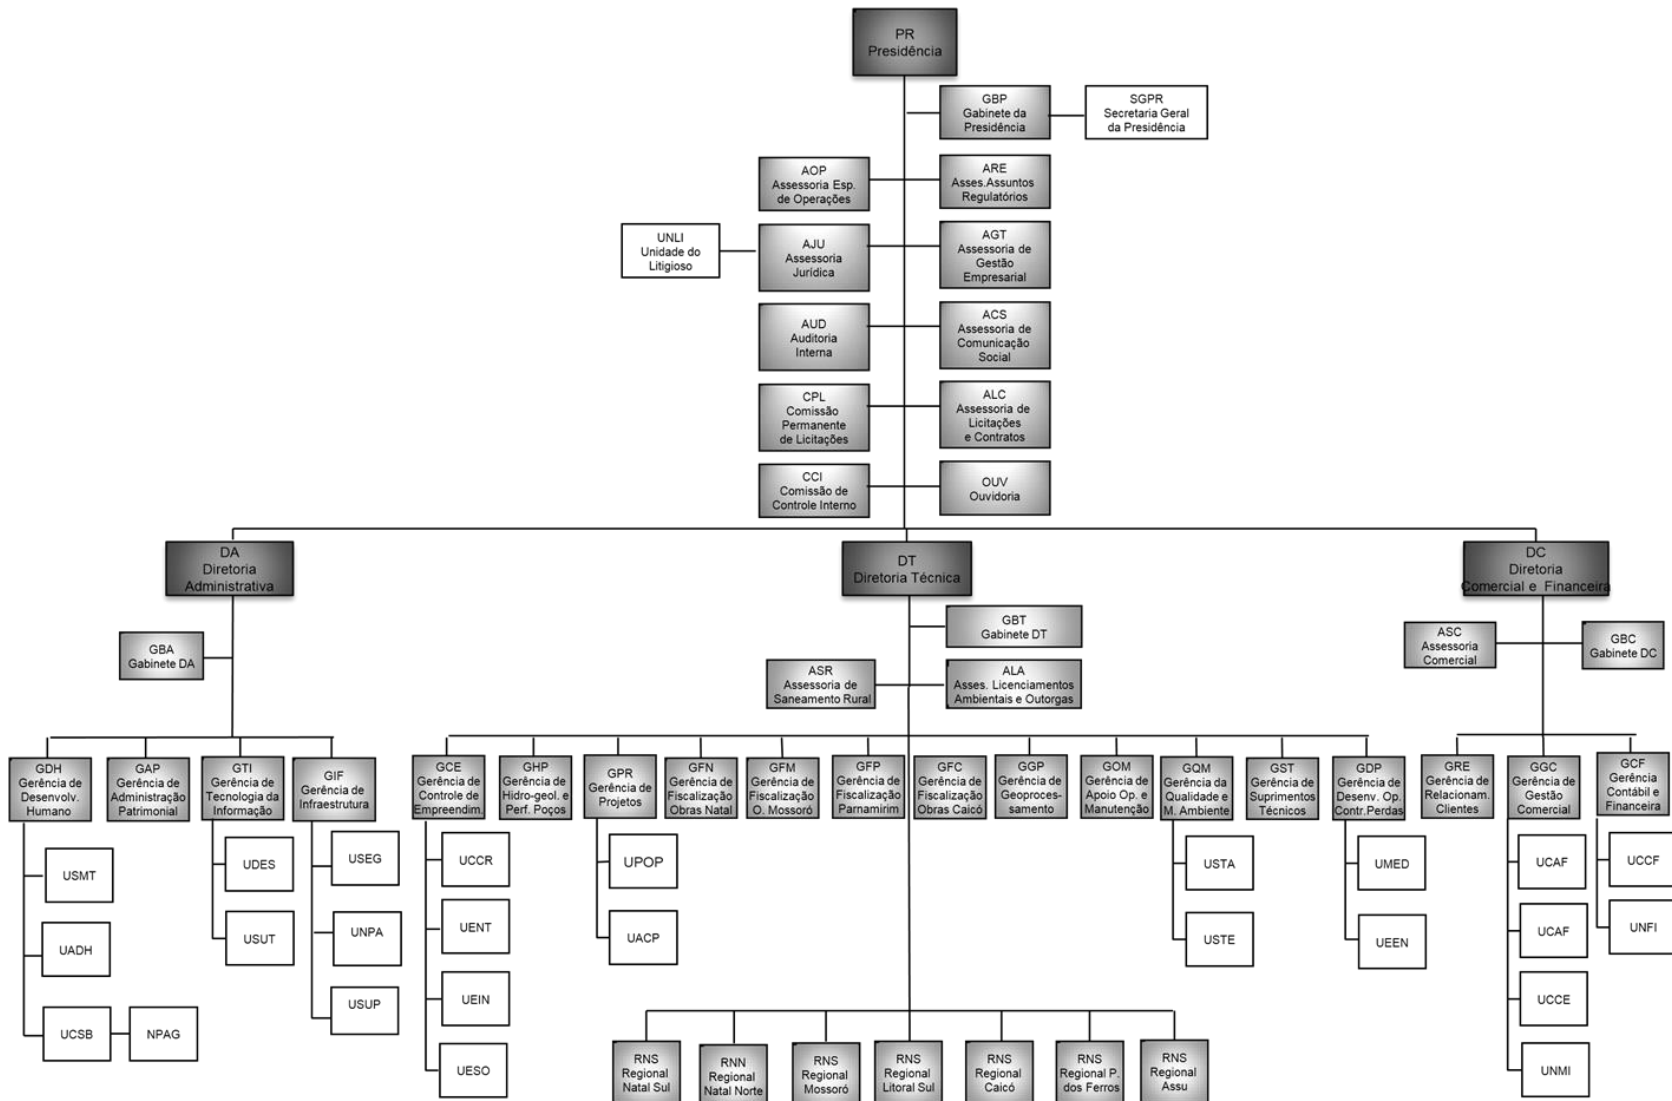 PR
Presidência
GBP
Gabinete da
Presidência
SGPR
Secretaria Geral
da Presidência
AOP
Assessoria Esp.
de Operações
ARE
Asses.Assuntos
Regulatórios
UNLI
Unidade do
Litigioso
AJU
Assessoria
Jurídica
AGT
Assessoria de
Gestão
Empresarial
AUD
Auditoria
Interna
ACS
Assessoria de
Comunicação
Social
CPL
Comissão
Permanente
de Licitações
ALC
Assessoria de
Licitações
e Contratos
CCI
Comissão de
Controle Interno
OUV
Ouvidoria
DA
Diretoria
Administrativa
DT
Diretoria Técnica
DC
Diretoria
Comercial e Financeira
GBA
Gabinete DA
GBT
Gabinete DT
ASR
Assessoria de
Saneamento Rural
ALA
Asses. Licenciamentos
Ambientais e Outorgas
ASC
Assessoria
Comercial
GBC
Gabinete DC
GDH
Gerência de
Desenvolv.
Humano
GAP
Gerência de
Administração
Patrimonial
GTI
Gerência de
Tecnologia da
Informação
GIF
Gerência de
Infraestrutura
GCE
Gerência de
Controle de
Empreendim.
GHP
Gerência de
Hidro-geol. e
Perf. Poços
GPR
Gerência de
Projetos
GFN
Gerência de
Fiscalização
Obras Natal
GFM
Gerência de
Fiscalização
O. Mossoró
GFP
Gerência de
Fiscalização
Parnamirim
GFC
Gerência de
Fiscalização
Obras Caicó
GGP
Gerência de
Geoproces-
samento
GOM
Gerência de
Apoio Op. e
Manutenção
GQM
Gerência da
Qualidade e
M. Ambiente
GST
Gerência de
Suprimentos
Técnicos
GDP
Gerência de
Desenv. Op.
Contr.Perdas
GRE
Gerência de
Relacionam.
Clientes
GGC
Gerência de
Gestão
Comercial
GCF
Gerência
Contábil e
Financeira
USMT
UADH
UCSB
NPAG
UDES
USUT
USEG
UNPA
USUP
UCCR
UENT
UEIN
UESO
UPOP
UACP
USTA
USTE
UMED
UEEN
UCAF
UCAF
UCCE
UNMI
UCCF
UNFI
RNS
Regional
Natal Sul
RNN
Regional
Natal Norte
RNS
Regional
Mossoró
RNS
Regional
Litoral Sul
RNS
Regional
Caicó
RNS
Regional P.
dos Ferros
RNS
Regional
Assu